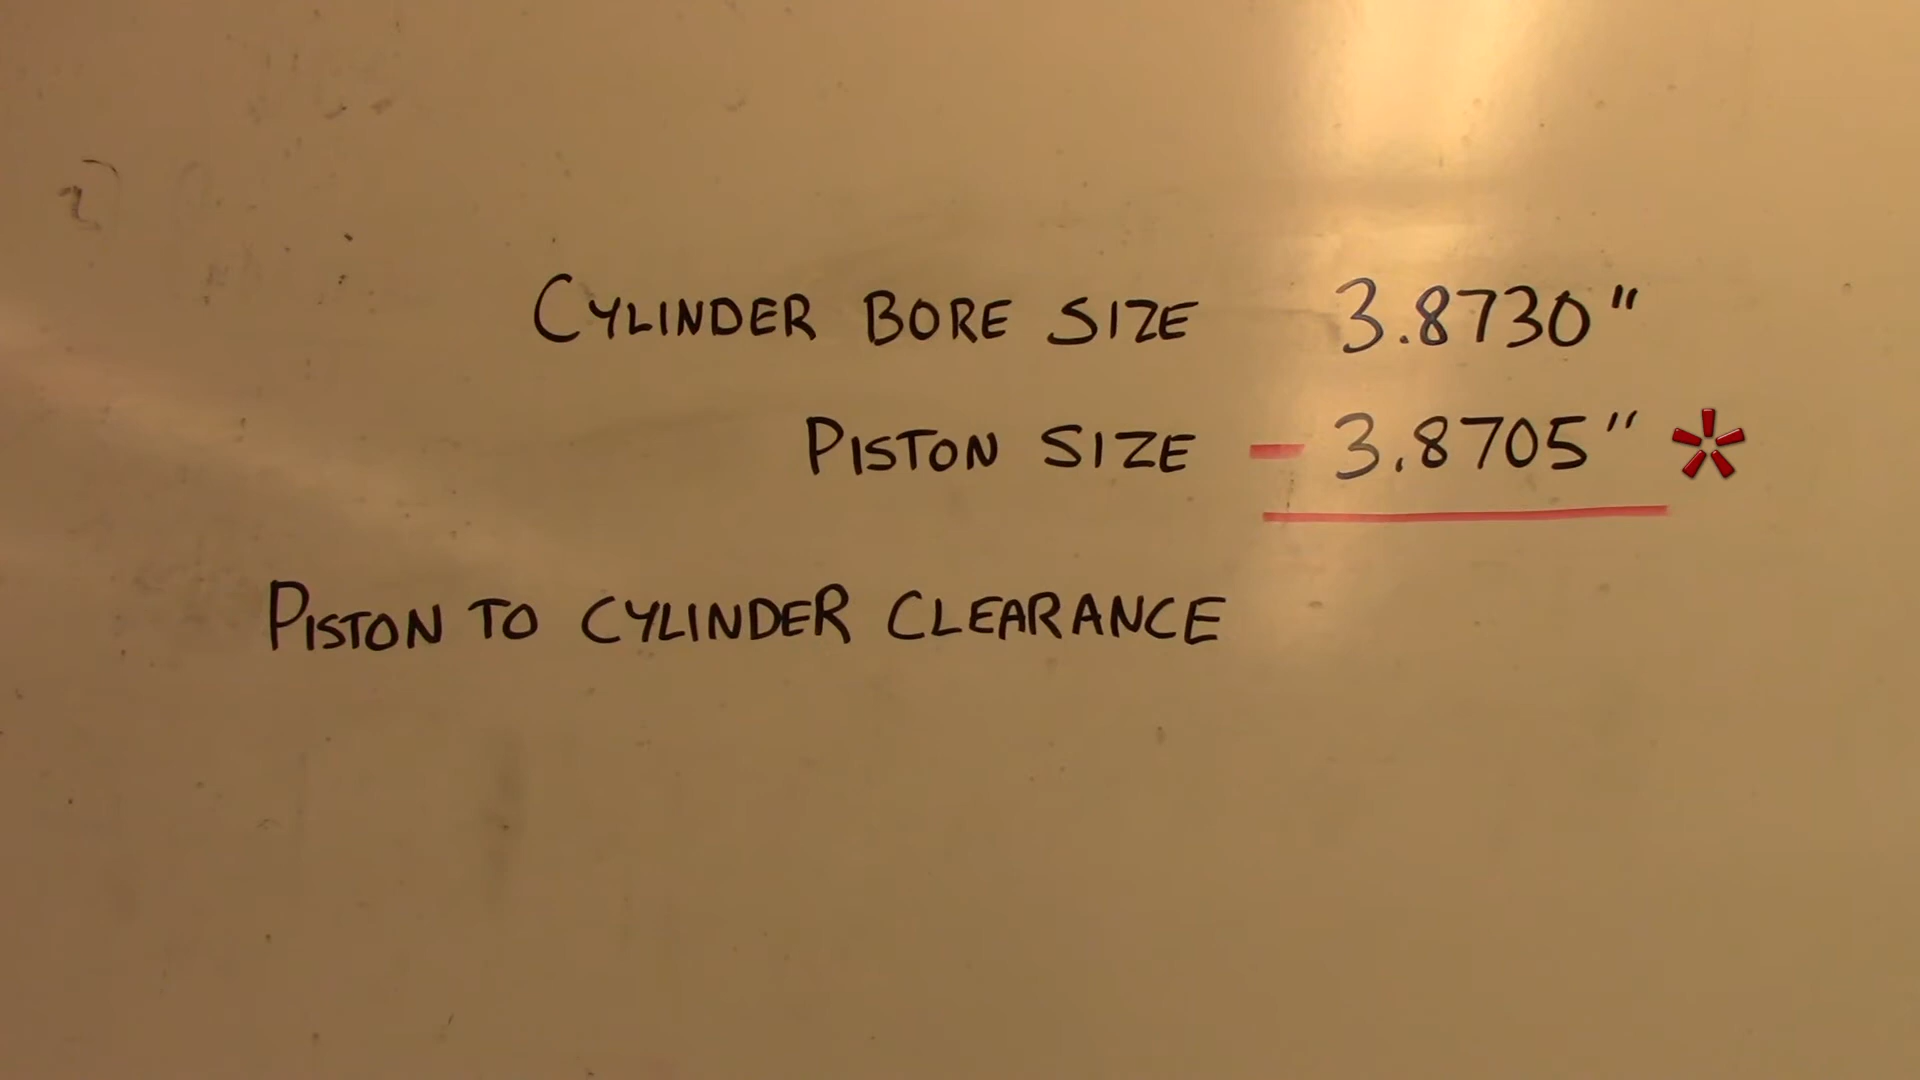 CYLINDER BORE SIZE 3.8730"
PISTON SIZE - 3.8705" *
PISTON TO CYLINDER CLEARANCE